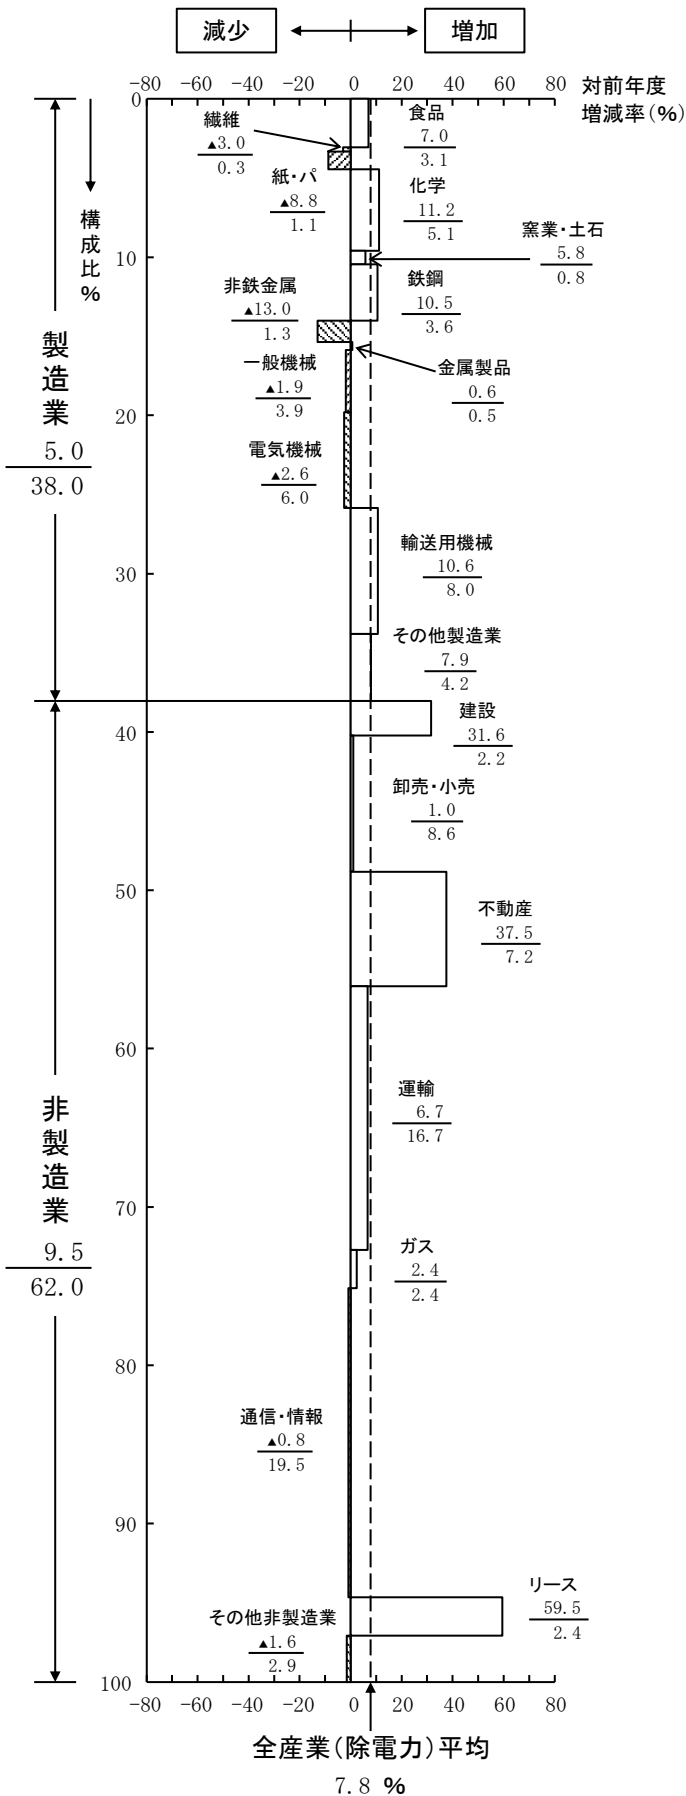 減少
増加
-80 -60 -40 -20 0 20 40 60 80
対前年度
増減率(%)
0
10
20
30
40
50
60
70
80
90
100
構成比%
製造業
5.0
38.0
非製造業
9.5
62.0
食品
7.0
3.1
繊維
▲3.0
0.3
紙・パ
▲8.8
1.1
化学
11.2
5.1
窯業・土石
5.8
0.8
鉄鋼
10.5
3.6
非鉄金属
▲13.0
1.3
金属製品
0.6
0.5
一般機械
▲1.9
3.9
電気機械
▲2.6
6.0
輸送用機械
10.6
8.0
その他製造業
7.9
4.2
建設
31.6
2.2
卸売・小売
1.0
8.6
不動産
37.5
7.2
運輸
6.7
16.7
ガス
2.4
2.4
通信・情報
▲0.8
19.5
リース
59.5
2.4
その他非製造業
▲1.6
2.9
-80 -60 -40 -20 0 20 40 60 80
全産業(除電力)平均
7.8 %